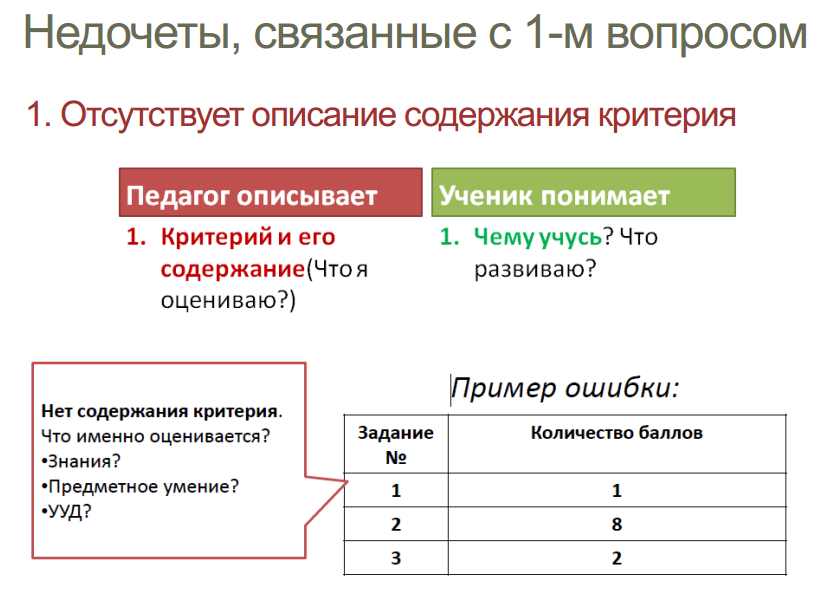 Недочеты, связанные с 1-м вопросом
1. Отсутствует описание содержания критерия
Педагог описывает
1. Критерий и его
содержание(Что я
оцениваю?)
Ученик понимает
1. Чему учусь? Что
развиваю?
Нет содержания критерия.
Что именно оценивается?
•Знания?
•Предметное умение?
•УУД?
Пример ошибки:
Задание
№
Количество баллов
1 1
2 8
3 2